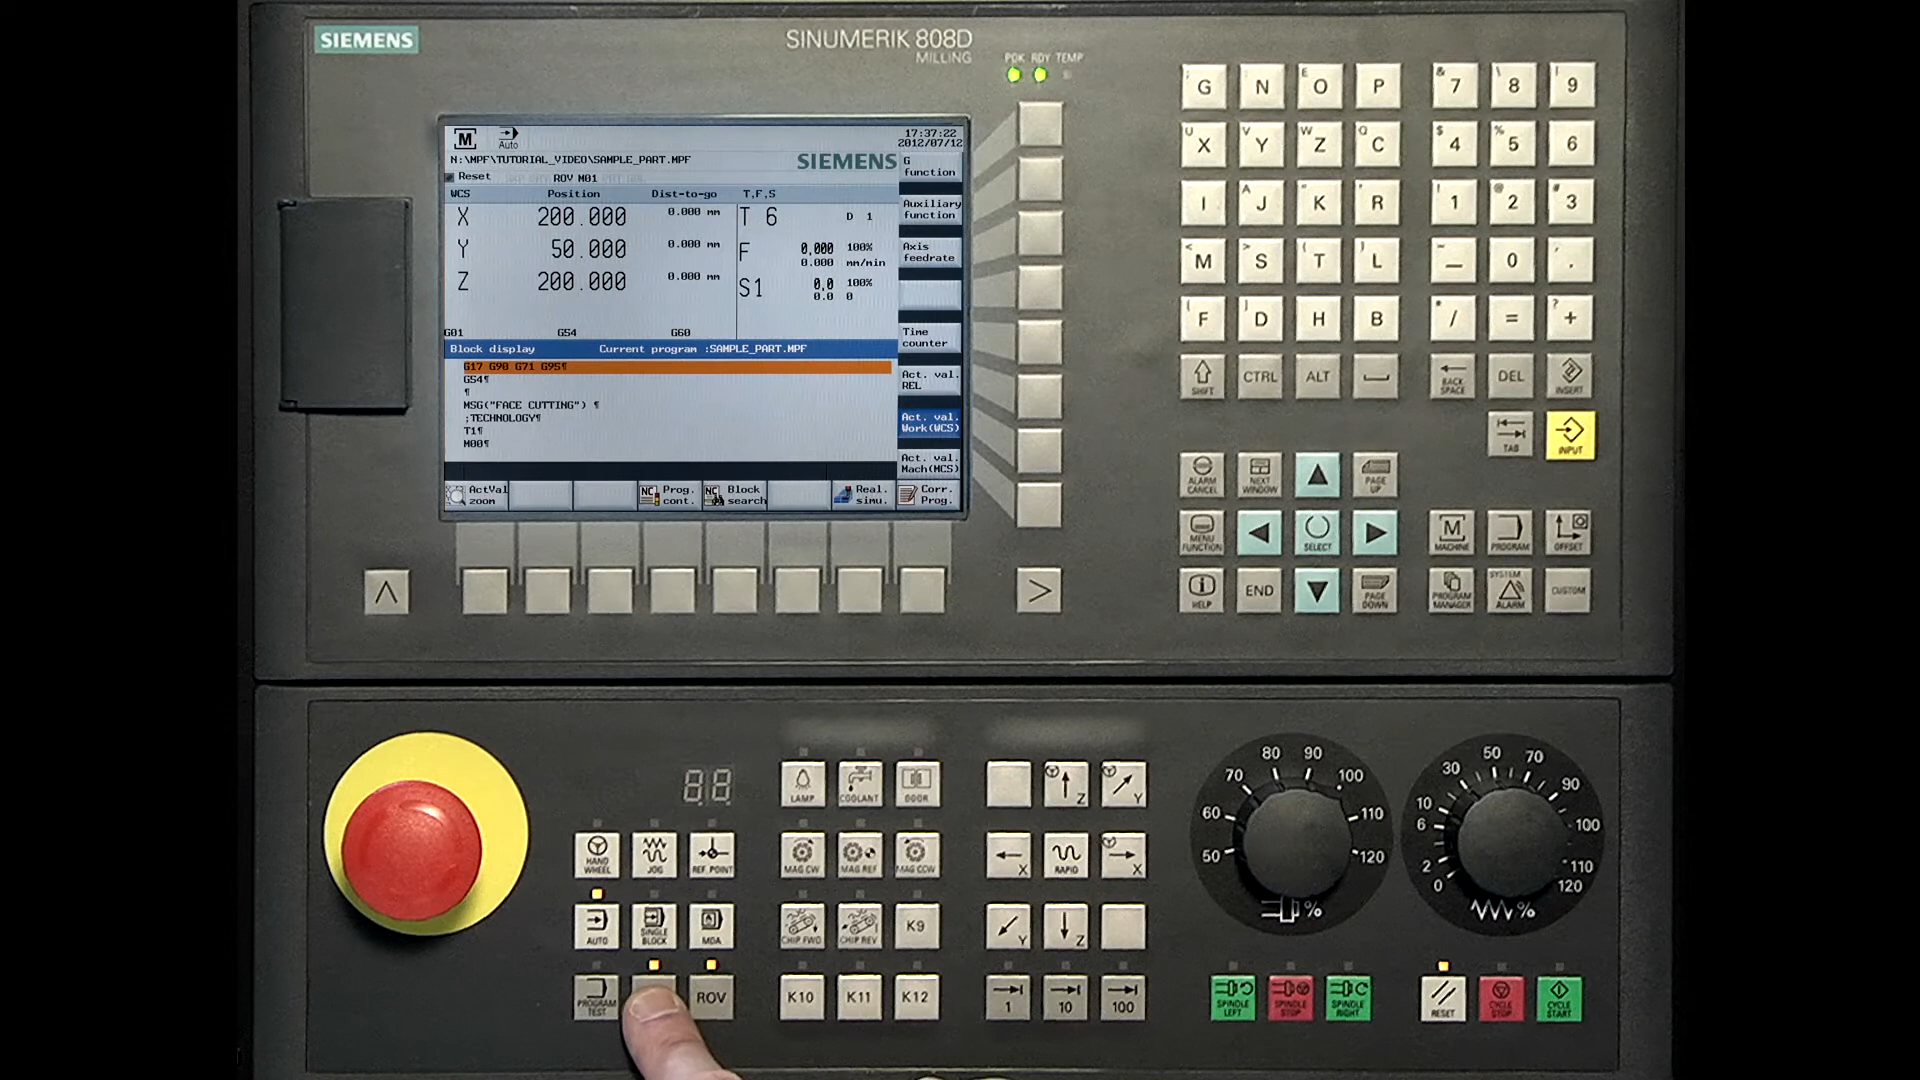 SIEMENS
SINUMERIK 808D
MILLING
POK RDY TEMP
M
Auto
17:37:22
2012/07/12
N:\MPF\TUTORIAL_VIDEO\SAMPLE_PART.MPF
SIEMENS
Reset
ROV M01
WCS Position Dist-to-go T,F,S
X 200.000 0.000 mm T 6 D 1
Y 50.000 0.000 mm F 0,000 100%
0.000 mm/min
Z 200.000 0.000 mm S1 0,0 100%
0.0 0
G01 G54 G60
Block display Current program :SAMPLE_PART.MPF
G17 G90 G71 G95¶
G54¶
¶
MSG("FACE CUTTING") ¶
;TECHNOLOGY¶
T1¶
M00¶
G
function
Auxiliary
function
Axis
feedrate
Time
counter
Act. val.
REL
Act. val.
Work(WCS)
Act. val.
Mach(MCS)
ActVal
zoom
NC Prog.
cont.
NC Block
search
Real.
simu.
Corr.
Prog.
; G : N E O P & 7 \ 8 | 9
U X V Y W Z Q C $ 4 % 5 6
I A J " K ' R ! 1 @ 2 # 3
< M > S ( T ) L ~ _ 0 , .
{ F } D H B * / = ? +
SHIFT
CTRL
ALT
BACK
SPACE
DEL
INSERT
TAB
INPUT
ALARM
CANCEL
NEXT
WINDOW
PAGE
UP
MENU
FUNCTION
SELECT
M
MACHINE
PROGRAM
OFFSET
HELP
END
PAGE
DOWN
PROGRAM
MANAGER
SYSTEM
ALARM
CUSTOM
LAMP
COOLANT
DOOR
Z
Y
HAND
WHEEL
JOG
REF. POINT
MAG CW
MAG REF
MAG CCW
X
RAPID
X
AUTO
SINGLE
BLOCK
MDA
CHIP FWD
CHIP REV
K9
Y
Z
PROGRAM
TEST
ROV
K10
K11
K12
1
10
100
50 60 70 80 90 100 110 120
%
0 2 6 10 30 50 70 90 100 110 120
%
SPINDLE
LEFT
SPINDLE
STOP
SPINDLE
RIGHT
RESET
CYCLE
STOP
CYCLE
START